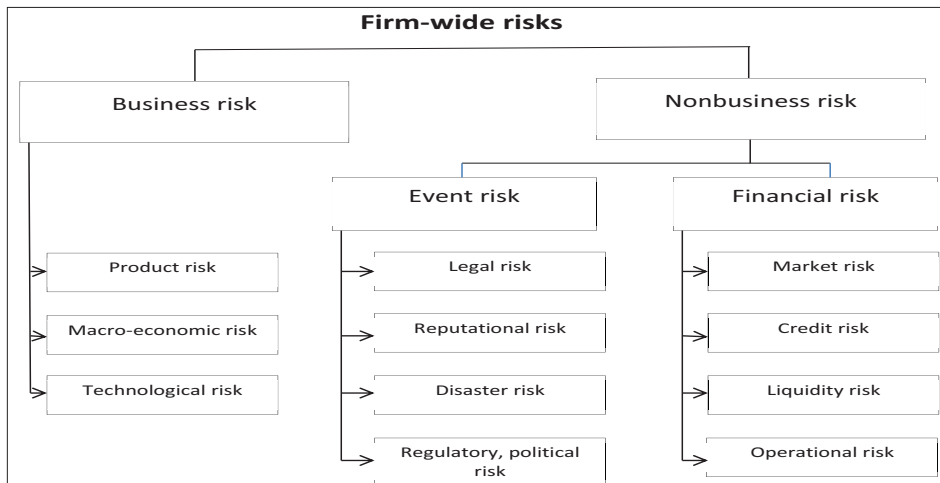 Firm-wide risks
Business risk
Nonbusiness risk
Event risk
Financial risk
Product risk
Legal risk
Market risk
Macro-economic risk
Reputational risk
Credit risk
Technological risk
Disaster risk
Liquidity risk
Regulatory, political
risk
Operational risk